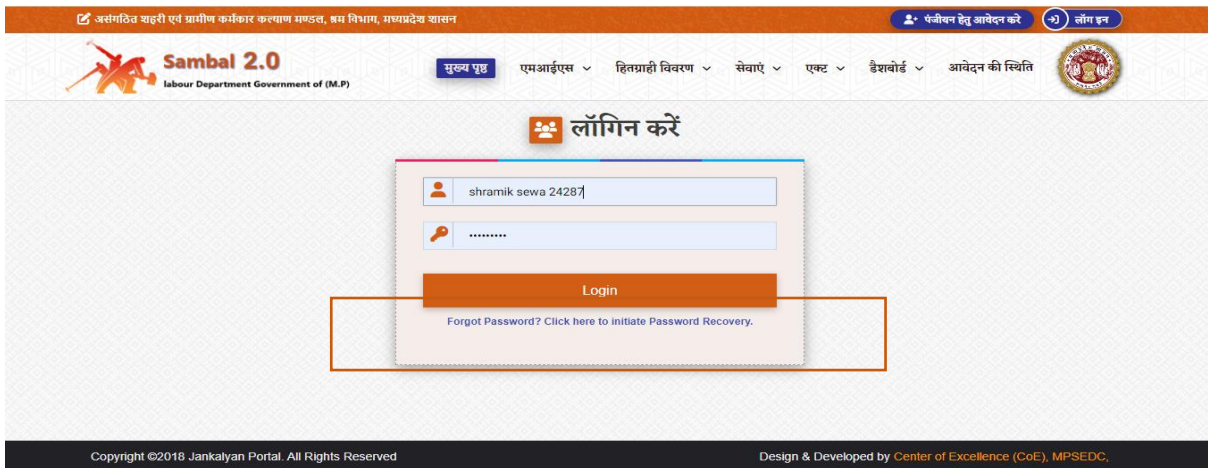 असंगठित शहरी एवं ग्रामीण कर्मकार कल्याण मण्डल, श्रम विभाग, मध्यप्रदेश शासन
पंजीयन हेतु आवेदन करे
लॉग इन
Sambal 2.0
labour Department Government of (M.P)
मुख्य पृष्ठ एमआईएस हितग्राही विवरण सेवाएं एक्ट डैशबोर्ड आवेदन की स्थिति
लॉगिन करें
shramik sewa 24287
Login
Forgot Password? Click here to initiate Password Recovery.
Copyright ©2018 Jankalyan Portal. All Rights Reserved
Design & Developed by Center of Excellence (CoE), MPSEDC,